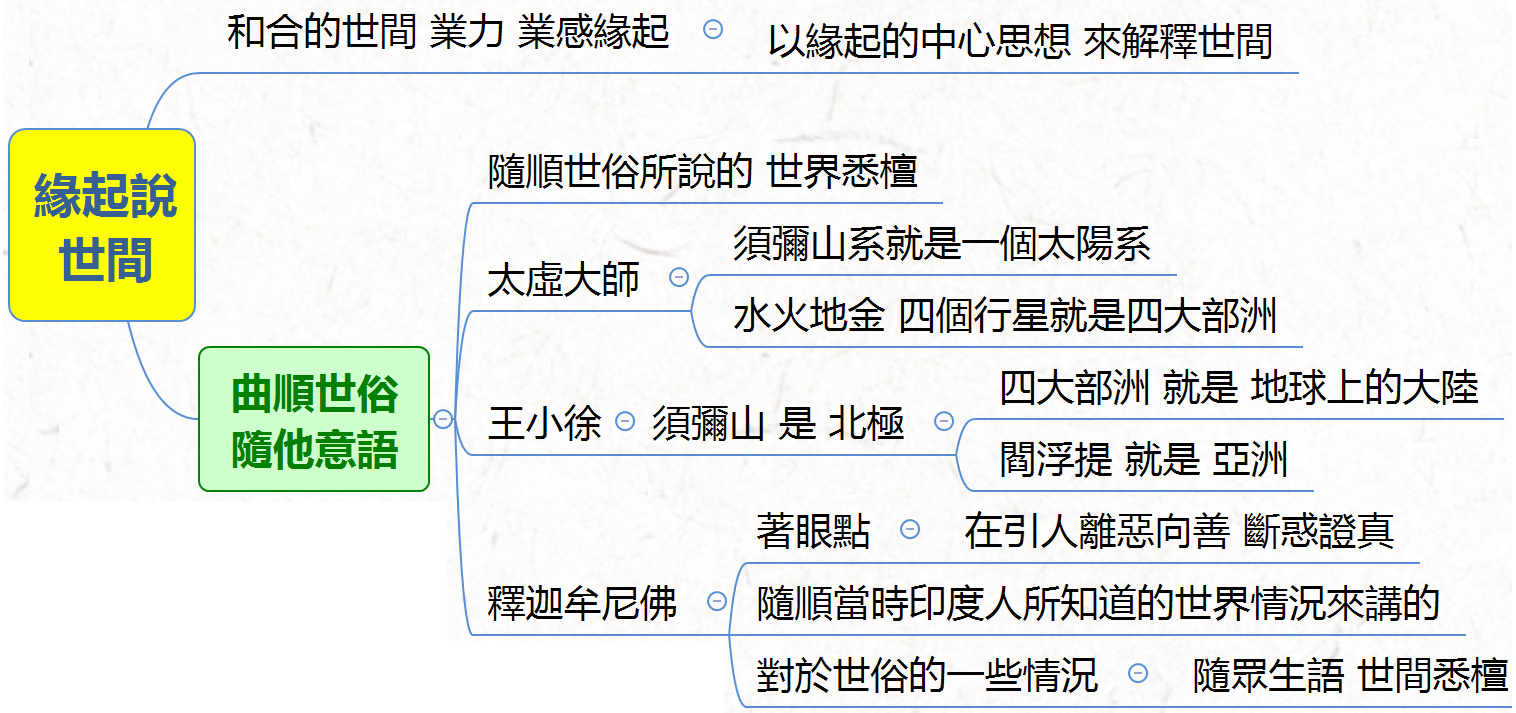 和合的世間 業力 業感緣起
以緣起的中心思想 來解釋世間
緣起說
世間
曲順世俗
隨他意語
隨順世俗所說的 世界悉檀
太虛大師
須彌山系就是一個太陽系
水火地金 四個行星就是四大部洲
王小徐
須彌山 是 北極
四大部洲 就是 地球上的大陸
閻浮提 就是 亞洲
釋迦牟尼佛
著眼點
在引人離惡向善 斷惑證真
隨順當時印度人所知道的世界情況來講的
對於世俗的一些情況
隨眾生語 世間悉檀